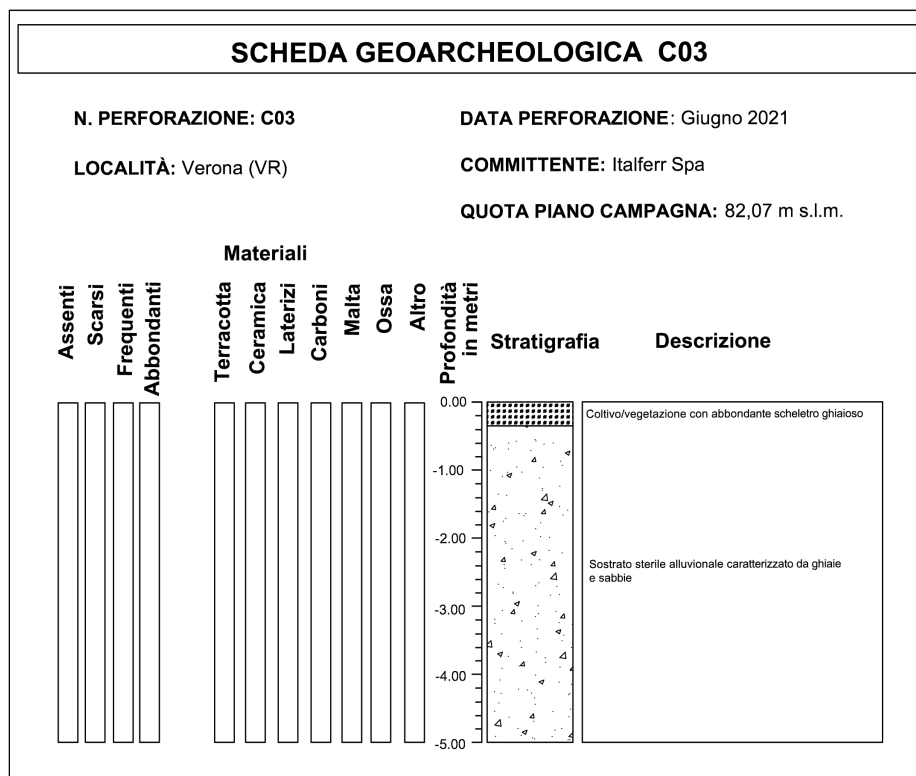 SCHEDA GEOARCHEOLOGICA C03
N. PERFORAZIONE: C03
DATA PERFORAZIONE: Giugno 2021
LOCALITÀ: Verona (VR)
COMMITTENTE: Italferr Spa
QUOTA PIANO CAMPAGNA: 82,07 m s.l.m.
Materiali
Assenti
Scarsi
Frequenti
Abbondanti
Terracotta
Ceramica
Laterizi
Carboni
Malta
Ossa
Altro
Profondità
in metri
Stratigrafia
Descrizione
0.00
Coltivo/vegetazione con abbondante scheletro ghiaioso
-1.00
-2.00
Sostrato sterile alluvionale caratterizzato da ghiaie
e sabbie
-3.00
-4.00
-5.00